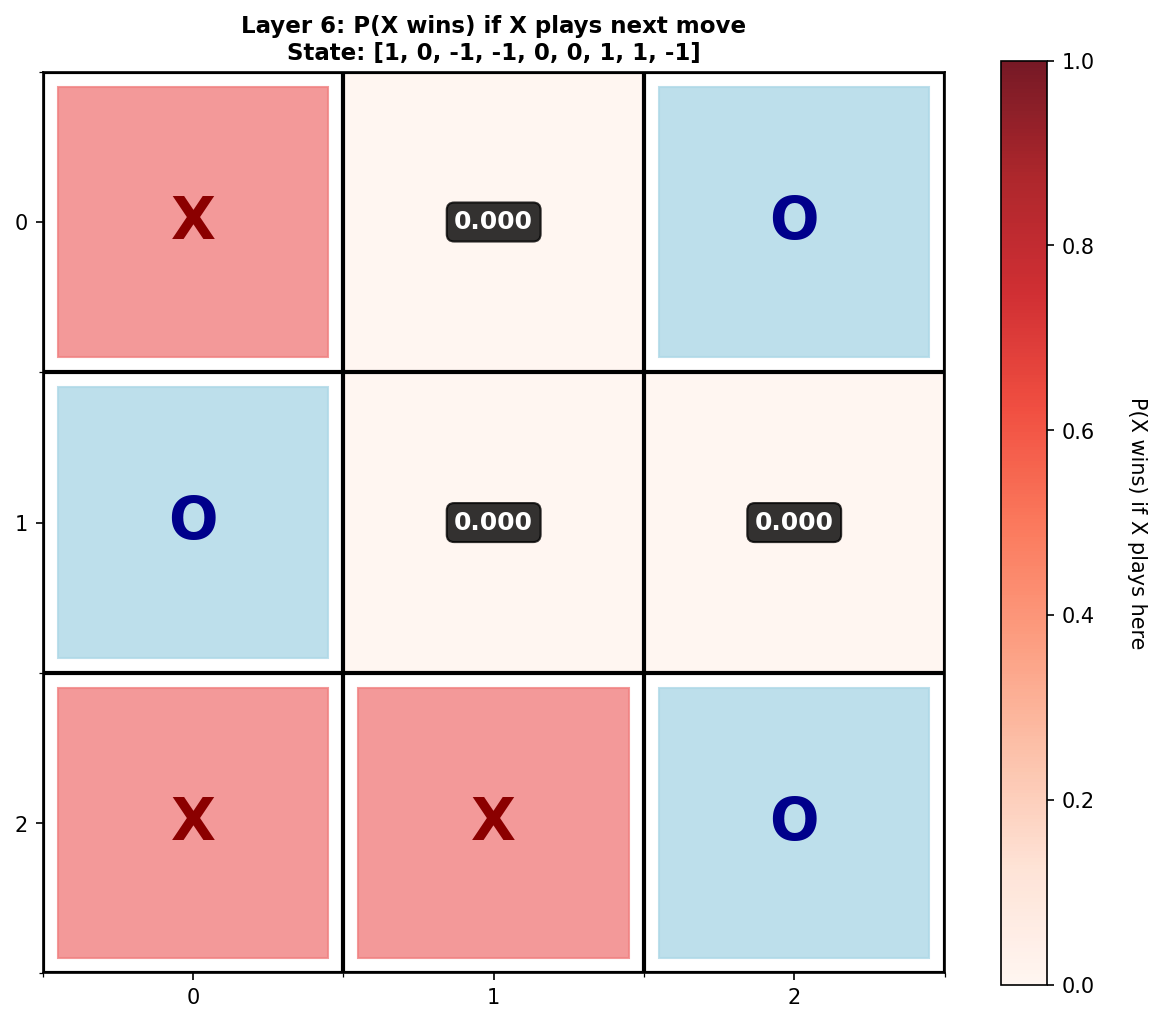 Layer 6: P(X wins) if X plays next move
State: [1, 0, -1, -1, 0, 0, 1, 1, -1]
X
0.000
O
O
0.000
0.000
X
X
O
0
1
2
0
1
2
1.0
0.8
0.6
0.4
0.2
0.0
P(X wins) if X plays here